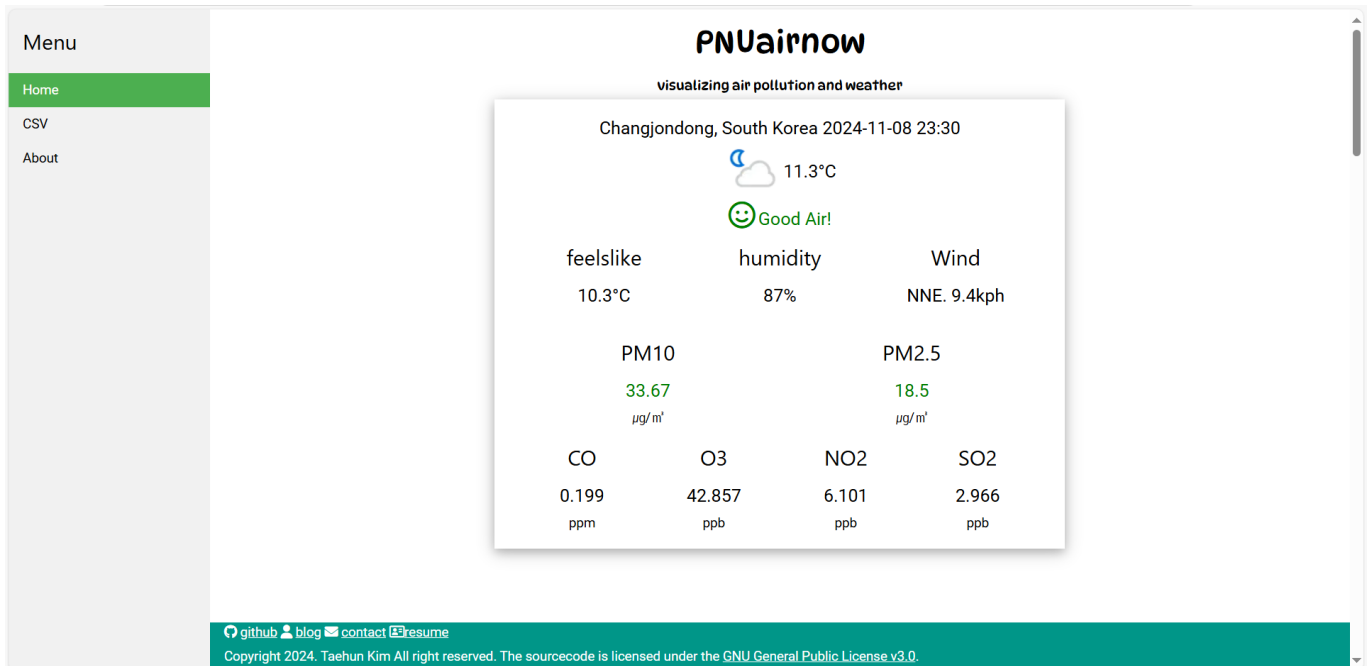 Menu
Home
CSV
About
PNUairnow
visualizing air pollution and weather
Changjondong, South Korea 2024-11-08 23:30
11.3°C
Good Air!
feelslike humidity Wind
10.3°C 87% NNE. 9.4kph
PM10 PM2.5
33.67 18.5
μg/㎥ μg/㎥
CO O3 NO2 SO2
0.199 42.857 6.101 2.966
ppm ppb ppb ppb
github blog contact resume
Copyright 2024. Taehun Kim All right reserved. The sourcecode is licensed under the GNU General Public License v3.0.